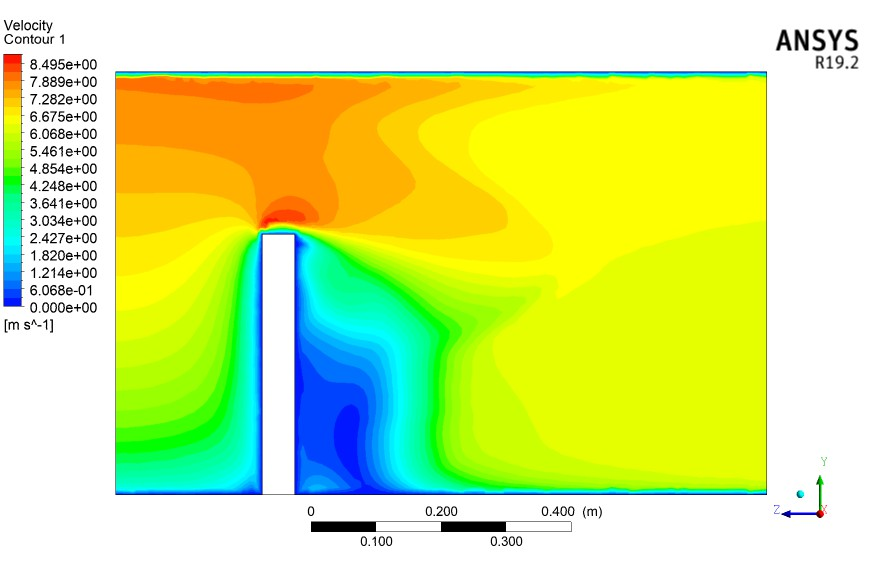 Velocity
Contour 1
8.495e+00
7.889e+00
7.282e+00
6.675e+00
6.068e+00
5.461e+00
4.854e+00
4.248e+00
3.641e+00
3.034e+00
2.427e+00
1.820e+00
1.214e+00
6.068e-01
0.000e+00
[m s^-1]
ANSYS
R19.2
0 0.200 0.400 (m)
0.100 0.300
Y
Z X